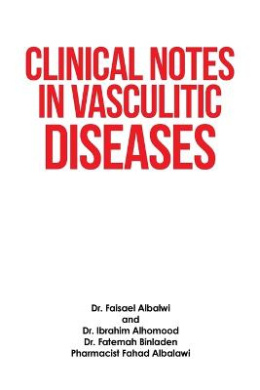 CLINICAL NOTES
IN VASCULITIC
DISEASES
Dr. Faisael Albalwi
and
Dr. Ibrahim Alhomood
Dr. Fatemah Binladen
Pharmacist Fahad Albalawi